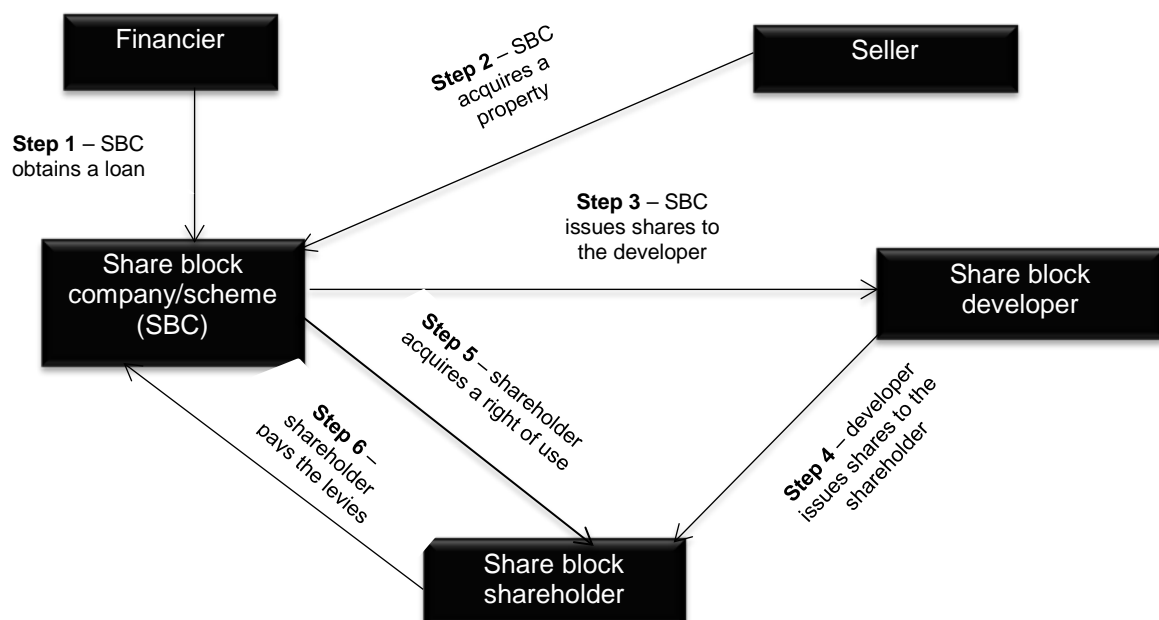 Financier
Seller
Step 1 – SBC
obtains a loan
Step 2 – SBC
acquires a
property
Step 3 – SBC
issues shares to
the developer
Share block
company/scheme
(SBC)
Share block
developer
Step 5 – shareholder
acquires a right of use
Step 6 –
shareholder
pays the levies
Step 4 – developer
issues shares to the
shareholder
Share block
shareholder